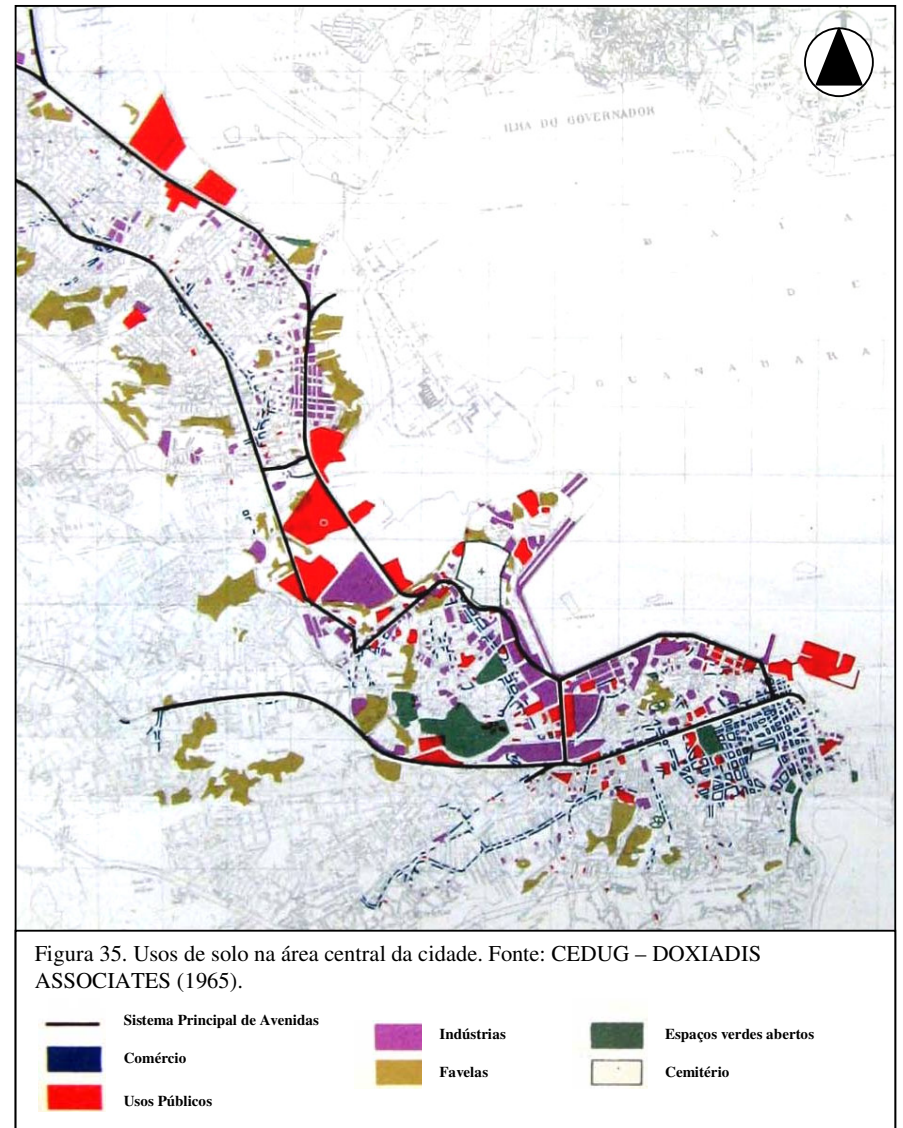 ILHA DO GOVERNADOR
B A I A
D E
G U A N A B A R A
Figura 35. Usos de solo na área central da cidade. Fonte: CEDUG – DOXIADIS
ASSOCIATES (1965).
Sistema Principal de Avenidas
Comércio
Usos Públicos
Indústrias
Favelas
Espaços verdes abertos
Cemitério